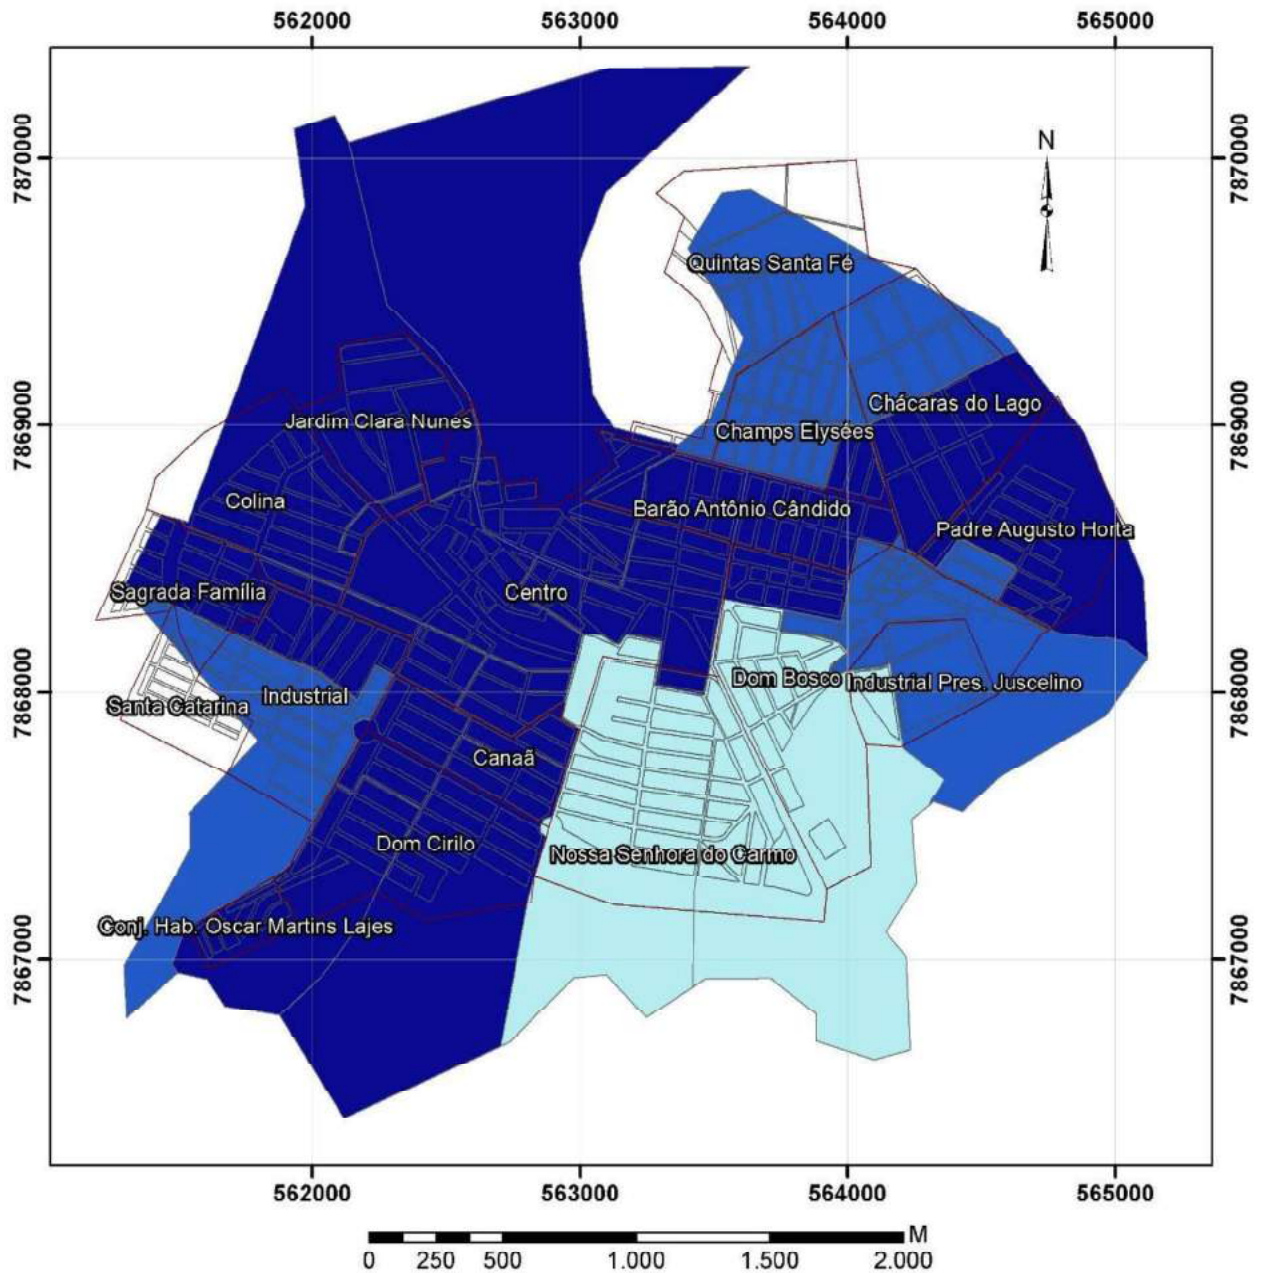 562000 563000 564000 565000
7870000 7870000
N
Quintas Santa Fé
7869000 7869000
Chácaras do Lago
Jardim Clara Nunes
Champs Elysées
Colina
Barão Antônio Cândido
Padre Augusto Horta
Sagrada Família
Centro
7868000 7868000
Dom Bosco
Industrial Pres. Juscelino
Industrial
Santa Catarina
Canaã
Dom Cirilo
Nossa Senhora do Carmo
Conj. Hab. Oscar Martins Lajes
7867000 7867000
562000 563000 564000 565000
M
0 250 500 1.000 1.500 2.000